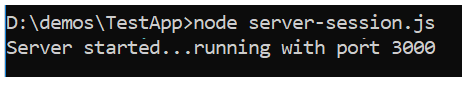 D:\demos\TestApp>node server-session.js
Server started...running with port 3000